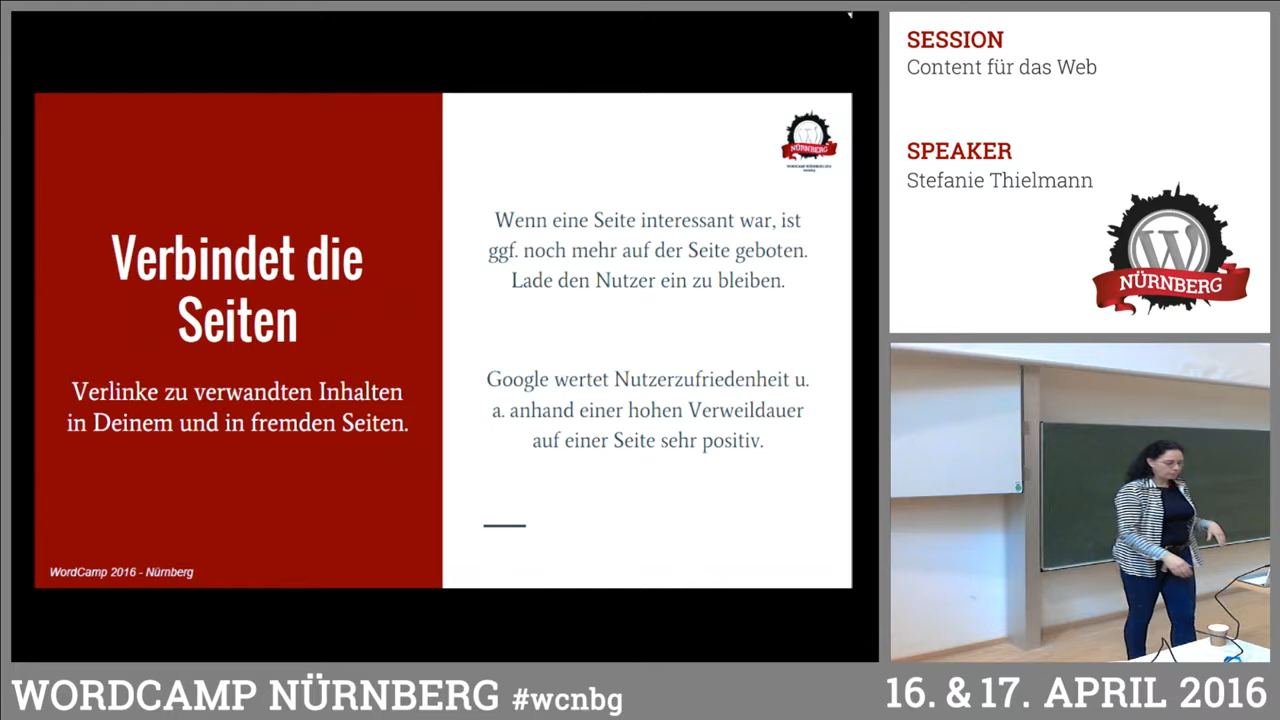 Verbindet die
Seiten
Verlinke zu verwandten Inhalten
in Deinem und in fremden Seiten.
WordCamp 2016 - Nürnberg
NÜRNBERG
WORDCAMP NÜRNBERG 2016
Wenn eine Seite interessant war, ist
ggf. noch mehr auf der Seite geboten.
Lade den Nutzer ein zu bleiben.
Google wertet Nutzerzufriedenheit u.
a. anhand einer hohen Verweildauer
auf einer Seite sehr positiv.
SESSION
Content für das Web
SPEAKER
Stefanie Thielmann
W
NÜRNBERG
WORDCAMP NÜRNBERG #wcnbg
16. & 17. APRIL 2016